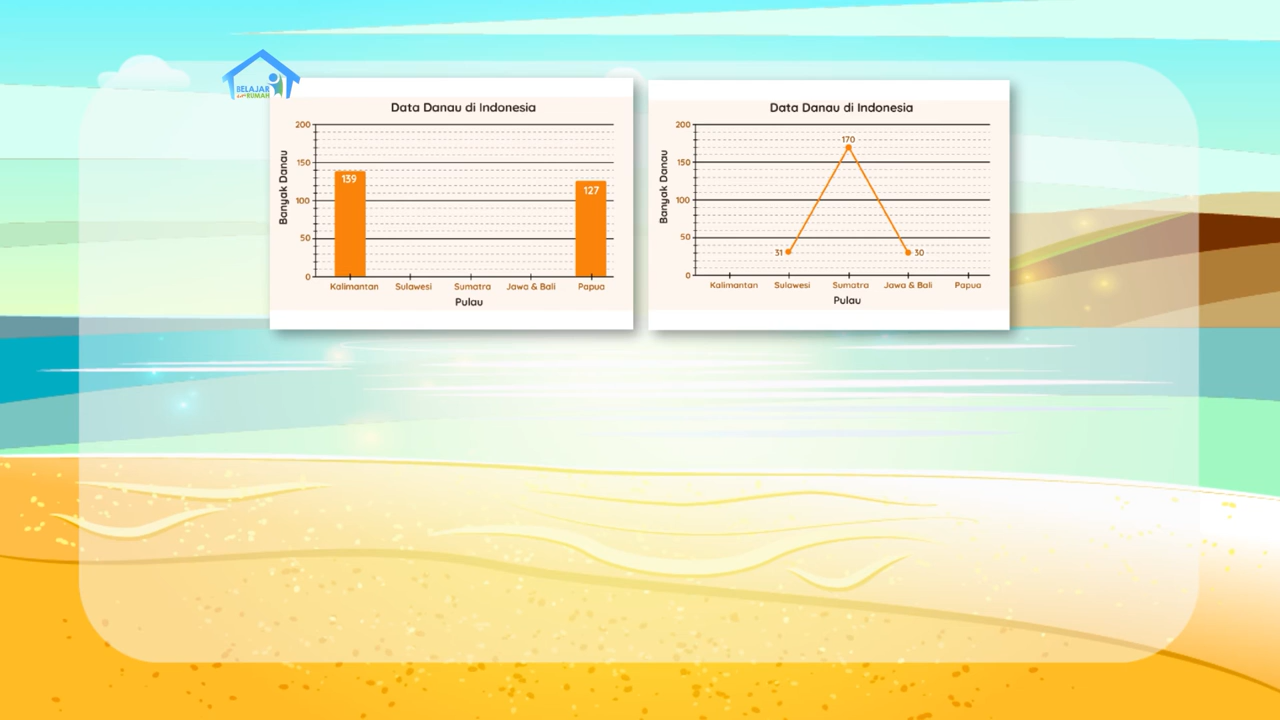 BELAJAR
dari RUMAH
Data Danau di Indonesia
Banyak Danau
200
150
100
50
0
139
127
Kalimantan Sulawesi Sumatra Jawa & Bali Papua
Pulau
Data Danau di Indonesia
Banyak Danau
200
150
100
50
0
170
31
30
Kalimantan Sulawesi Sumatra Jawa & Bali Papua
Pulau